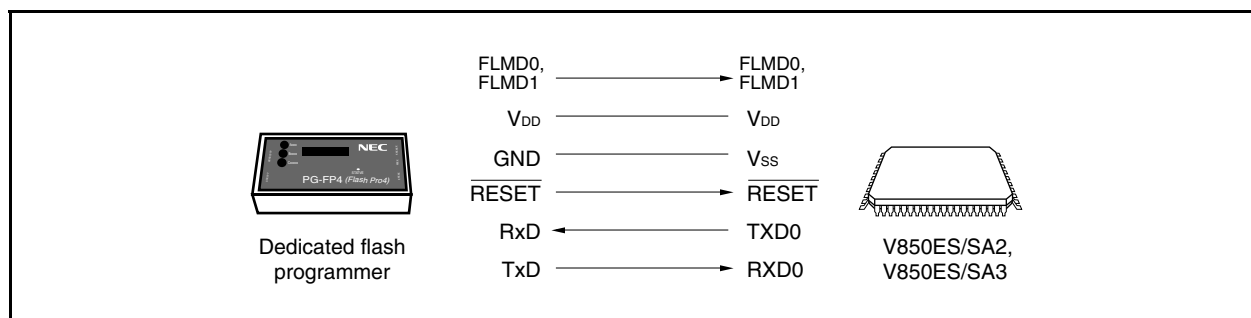 FLMD0, FLMD0,
FLMD1 FLMD1
VDD VDD
GND VSS
RESET RESET
RxD TXD0
TxD RXD0
NEC
PG-FP4 (Flash Pro4)
Dedicated flash
programmer
V850ES/SA2,
V850ES/SA3